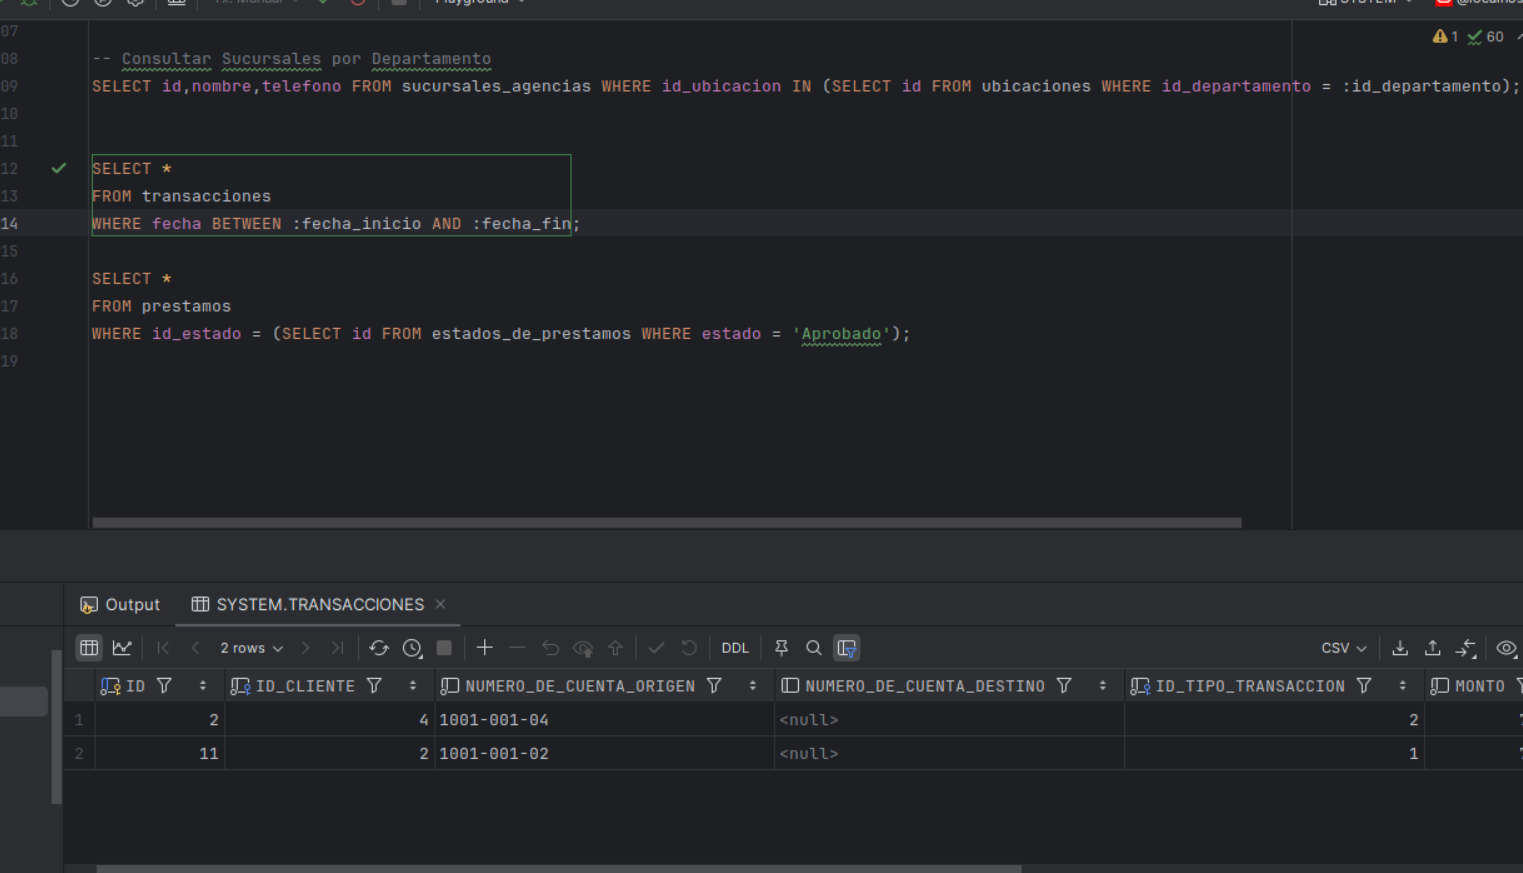 Tx: Manual Playground SYSTEM
07
1 60
08 -- Consultar Sucursales por Departamento
09 SELECT id,nombre,telefono FROM sucursales_agencias WHERE id_ubicacion IN (SELECT id FROM ubicaciones WHERE id_departamento = :id_departamento);
10
11
12 SELECT *
13 FROM transacciones
14 WHERE fecha BETWEEN :fecha_inicio AND :fecha_fin;
15
16 SELECT *
17 FROM prestamos
18 WHERE id_estado = (SELECT id FROM estados_de_prestamos WHERE estado = 'Aprobado');
19
Output SYSTEM.TRANSACCIONES
2 rows DDL CSV
ID ID_CLIENTE NUMERO_DE_CUENTA_ORIGEN NUMERO_DE_CUENTA_DESTINO ID_TIPO_TRANSACCION MONTO
1 2 4 1001-001-04 <null> 2
2 11 2 1001-001-02 <null> 1